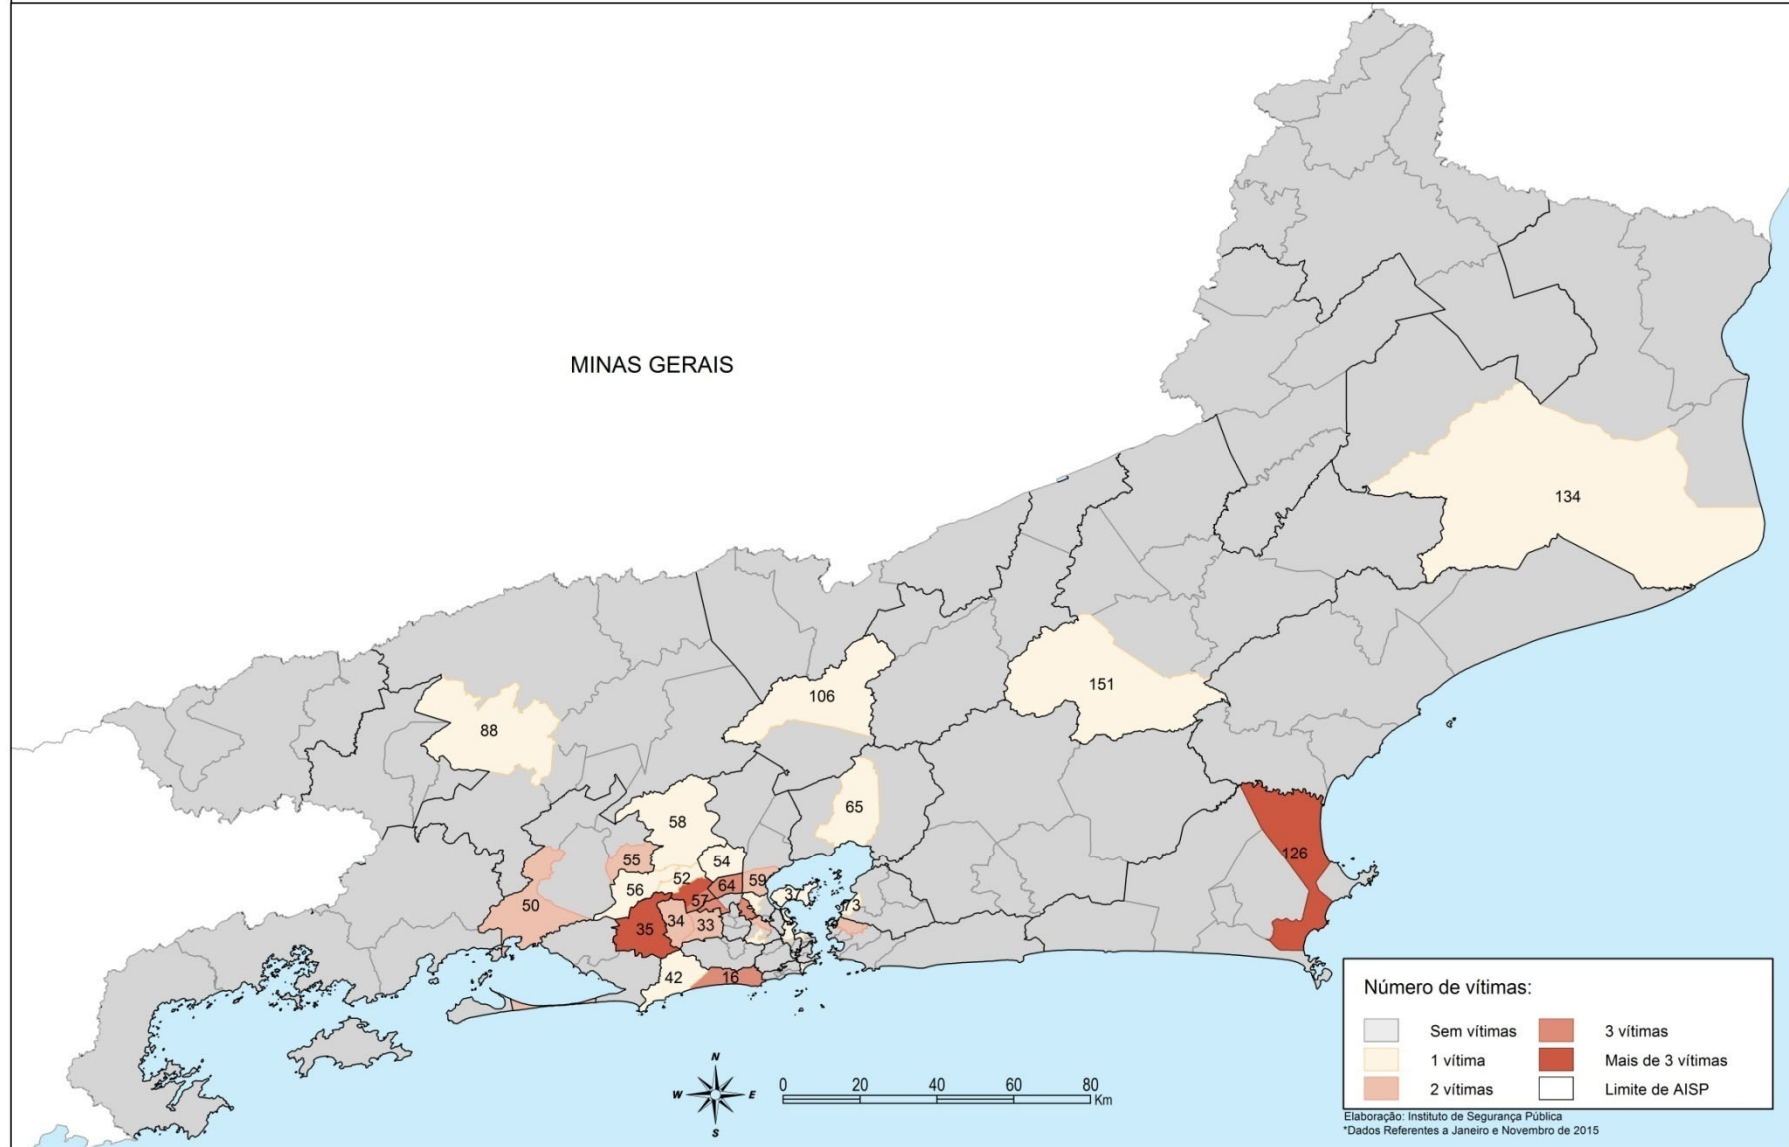 MINAS GERAIS
134
151
106
88
65
58
126
55
54
52
59
64
56
37
57
50
73
34
33
35
42
16
N
W
E
S
0 20 40 60 80
Km
Número de vítimas:
Sem vítimas
1 vítima
2 vítimas
3 vítimas
Mais de 3 vítimas
Limite de AISP
Elaboração: Instituto de Segurança Pública
*Dados Referentes a Janeiro e Novembro de 2015